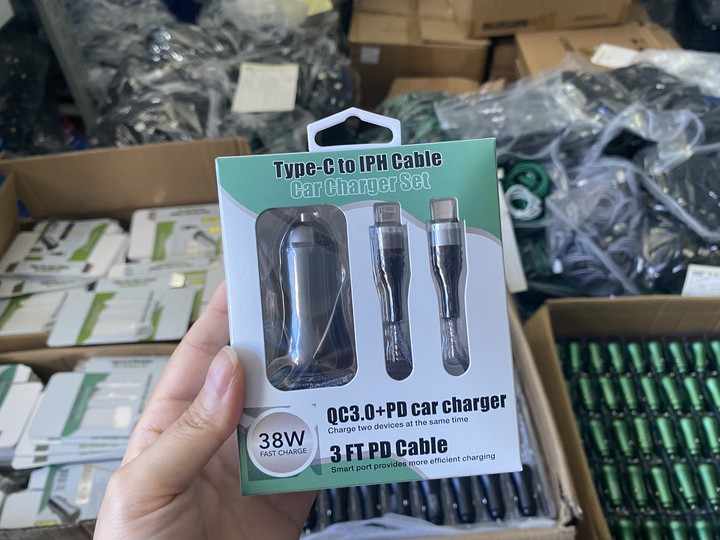 Type-C to IPH Cable
Car Charger Set
QC3.0+PD car charger
Charge two devices at the same time
38W
FAST CHARGE
3 FT PD Cable
Smart port provides more efficient charging